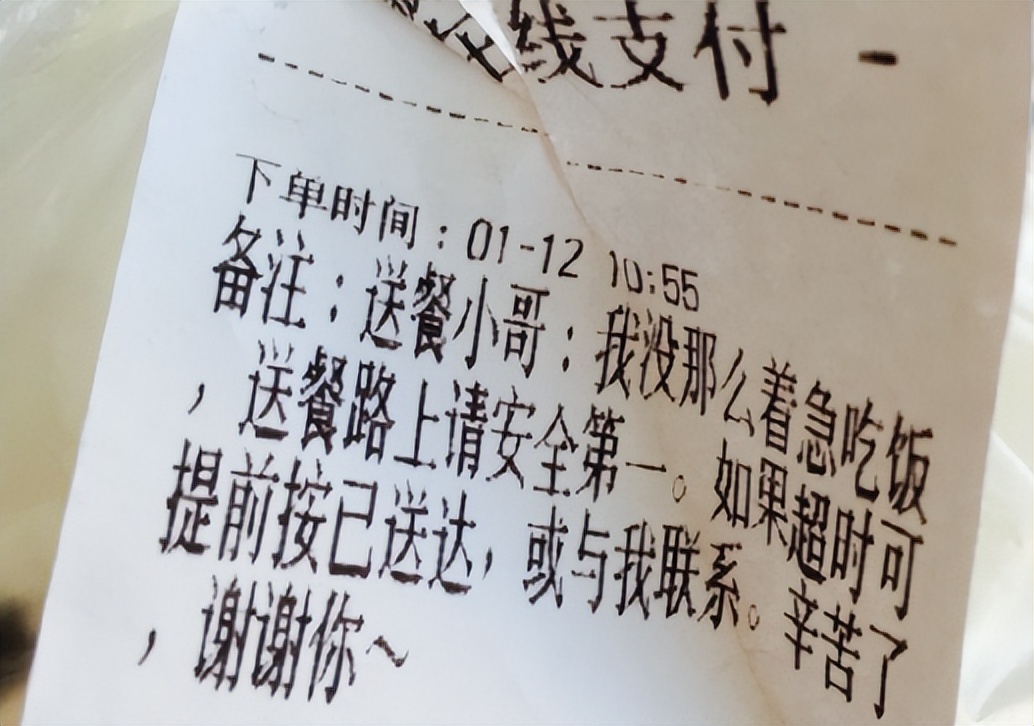 线支付 -
下单时间：01-12 10:55
备注：送餐小哥：我没那么着急吃饭
，送餐路上请安全第一。如果超时可
提前按已送达，或与我联系。辛苦了
，谢谢你~